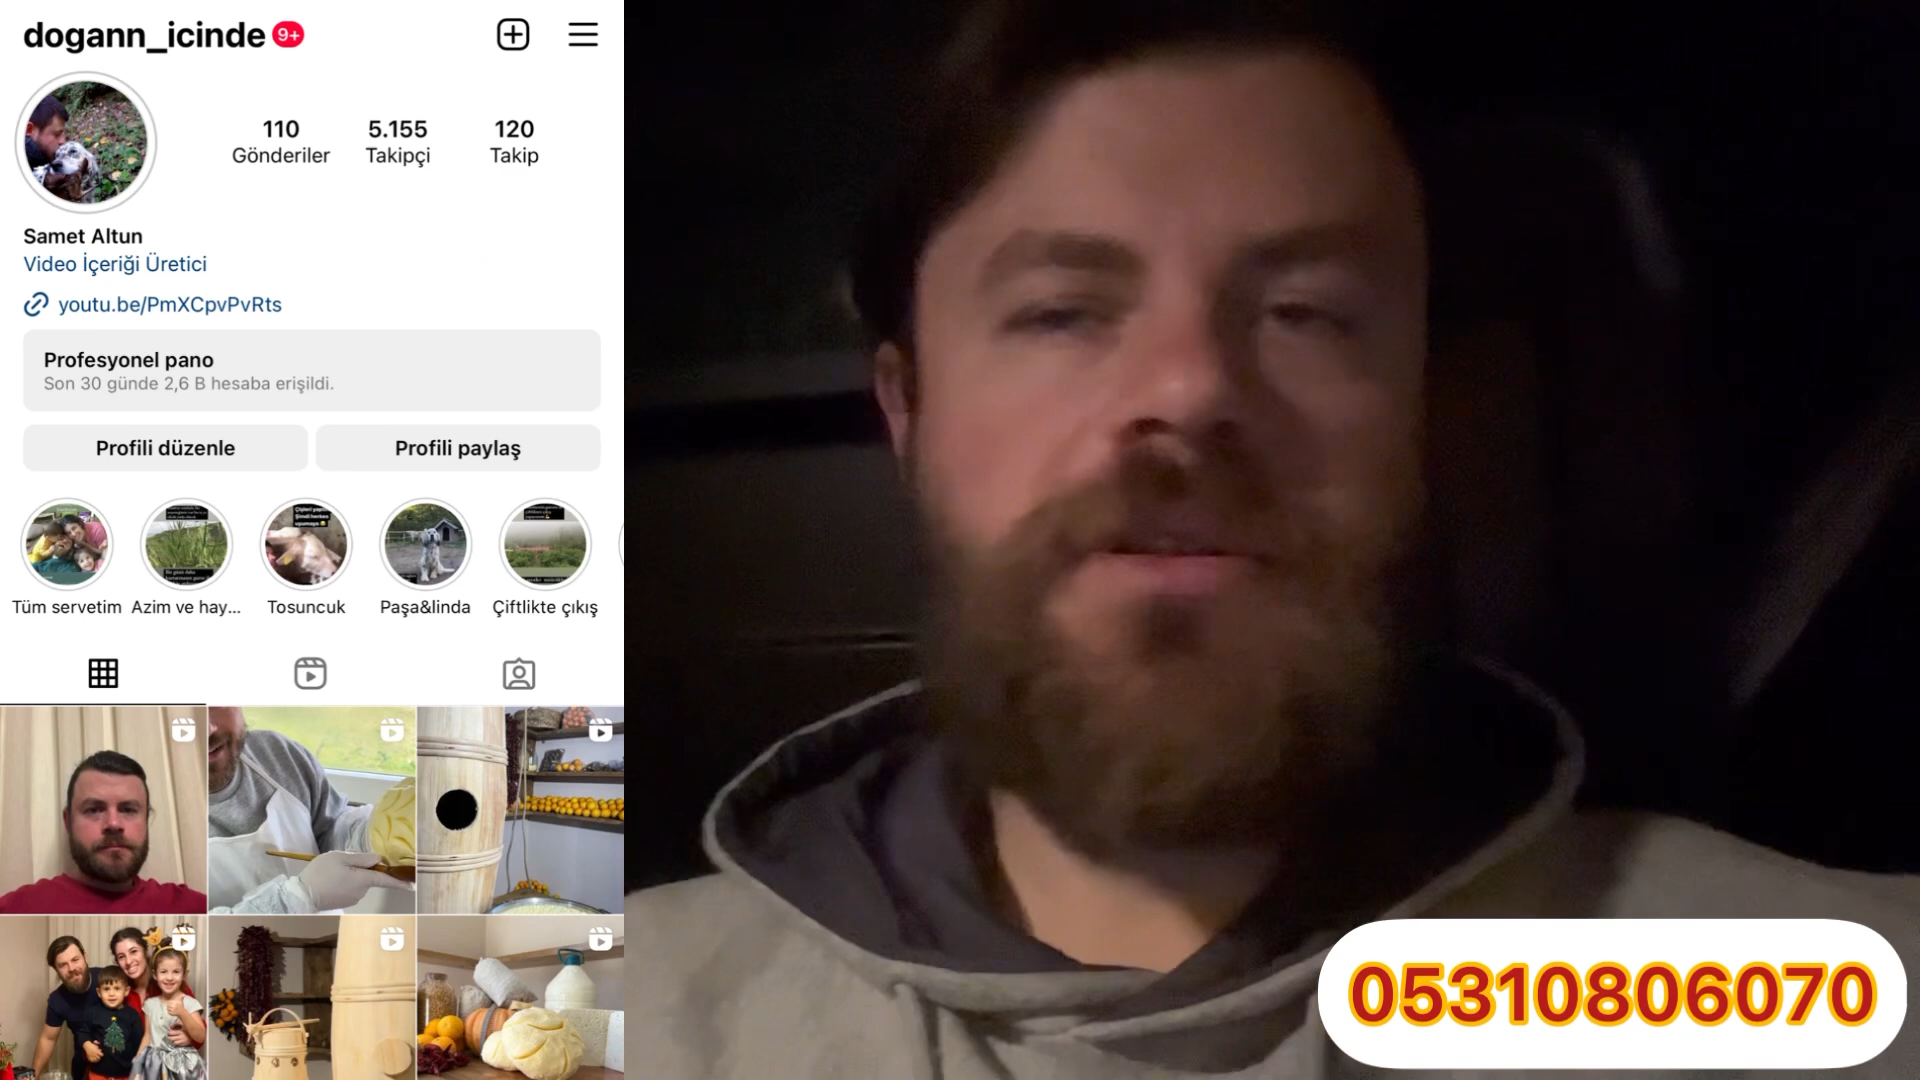 dogann_icinde 9+
110 5.155 120
Gönderiler Takipçi Takip
Samet Altun
Video İçeriği Üretici
youtu.be/PmXCpvPvRts
Profesyonel pano
Son 30 günde 2,6 B hesaba erişildi.
Profili düzenle Profili paylaş
Tüm servetim Azim ve hay... Tosuncuk Paşa&linda Çiftlikte çıkış
05310806070